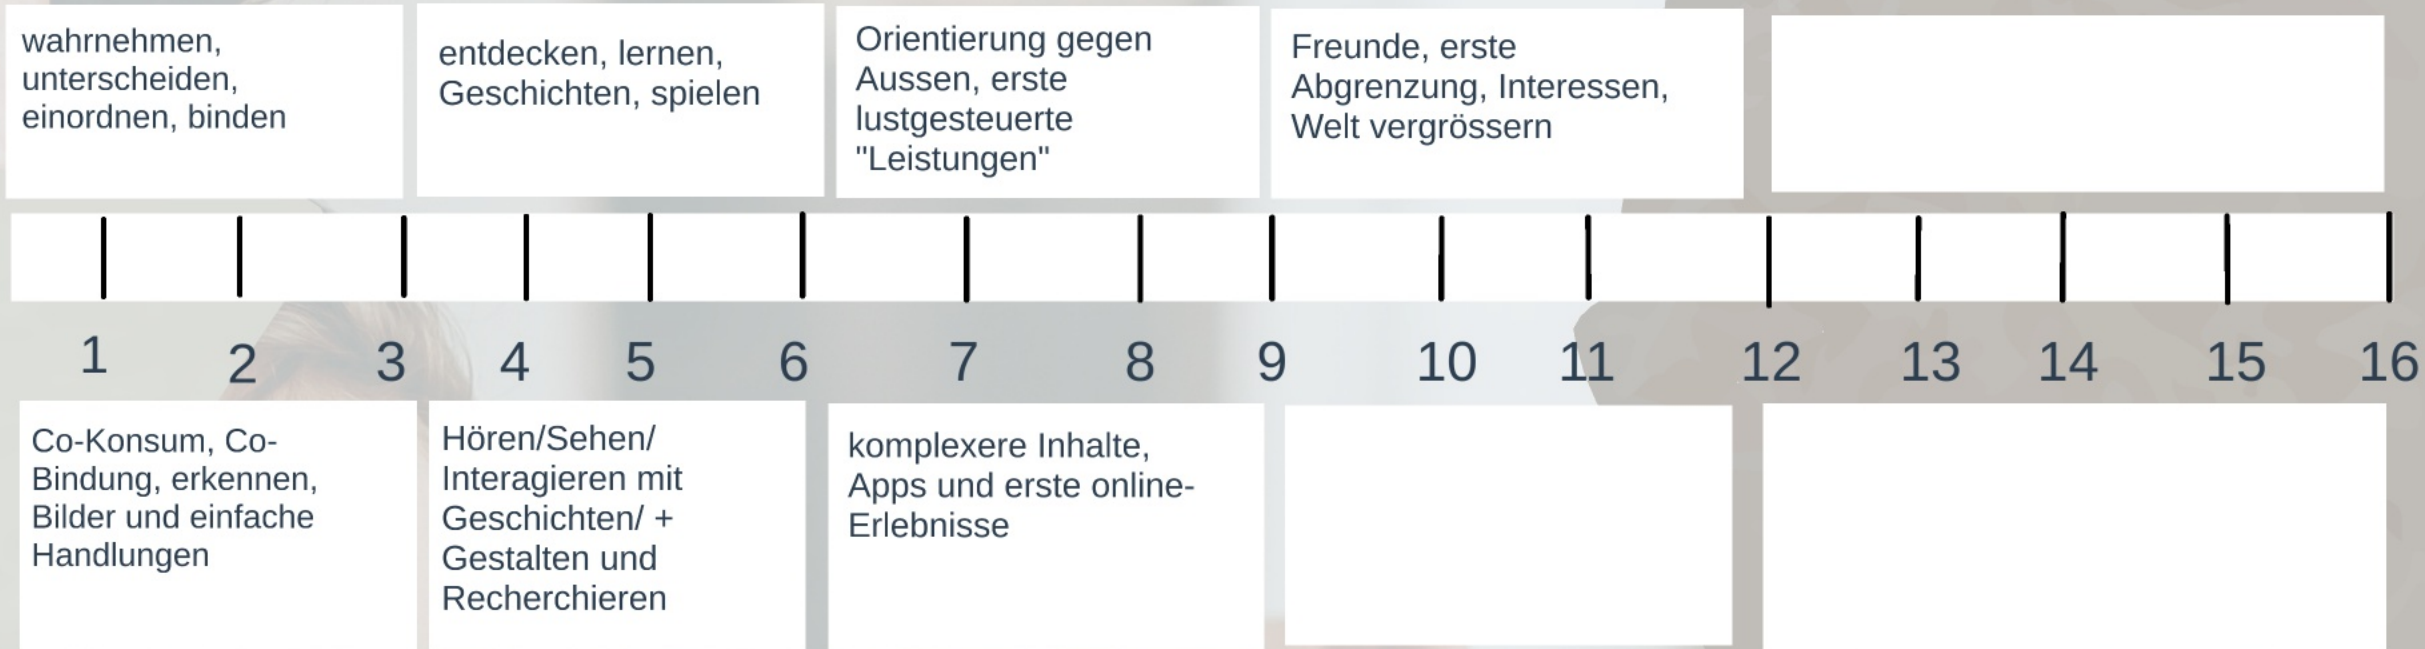 wahrnehmen,
unterscheiden,
einordnen, binden
entdecken, lernen,
Geschichten, spielen
Orientierung gegen
Aussen, erste
lustgesteuerte
"Leistungen"
Freunde, erste
Abgrenzung, Interessen,
Welt vergrössern
1 2 3 4 5 6 7 8 9 10 11 12 13 14 15 16
Co-Konsum, Co-
Bindung, erkennen,
Bilder und einfache
Handlungen
Hören/Sehen/
Interagieren mit
Geschichten/ +
Gestalten und
Recherchieren
komplexere Inhalte,
Apps und erste online-
Erlebnisse